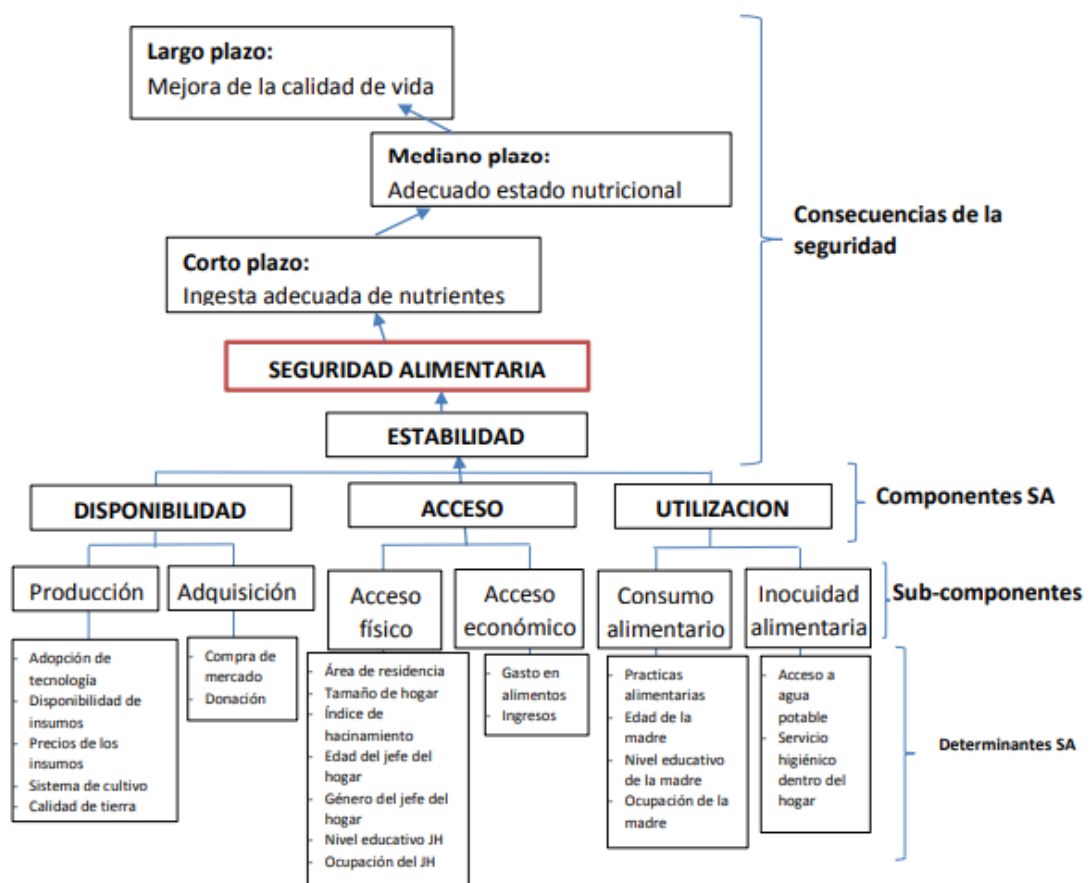 Largo plazo:
Mejora de la calidad de vida
Mediano plazo:
Adecuado estado nutricional
Consecuencias de la
seguridad
Corto plazo:
Ingesta adecuada de nutrientes
SEGURIDAD ALIMENTARIA
ESTABILIDAD
DISPONIBILIDAD
ACCESO
UTILIZACION
Componentes SA
Producción
Adquisición
Acceso
físico
Acceso
económico
Consumo
alimentario
Inocuidad
alimentaria
Sub-componentes
- Adopción de
tecnología
- Disponibilidad de
insumos
- Precios de los
insumos
- Sistema de cultivo
- Calidad de tierra
- Compra de
mercado
- Donación
- Área de residencia
- Tamaño de hogar
- Índice de
hacinamiento
- Edad del jefe del
hogar
- Género del jefe del
hogar
- Nivel educativo JH
- Ocupación del JH
- Gasto en
alimentos
- Ingresos
- Practicas
alimentarias
- Edad de la
madre
- Nivel educativo
de la madre
- Ocupación de la
madre
- Acceso a
agua
potable
- Servicio
higiénico
dentro del
hogar
Determinantes SA